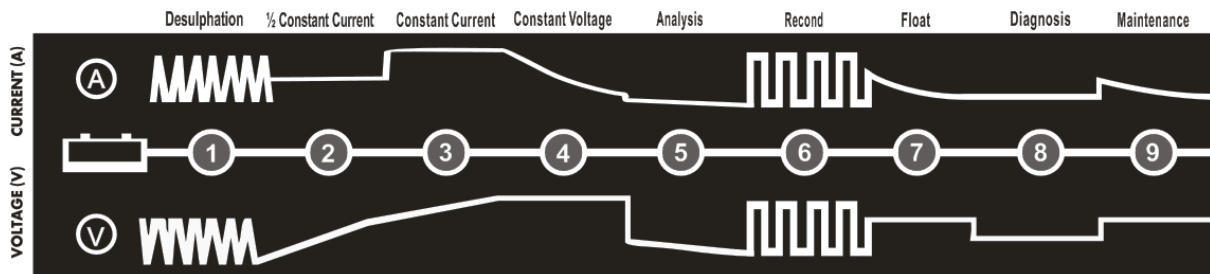 Desulphation ½ Constant Current Constant Current Constant Voltage Analysis Recond Float Diagnosis Maintenance
CURRENT (A)
A
1 2 3 4 5 6 7 8 9
VOLTAGE (V)
V